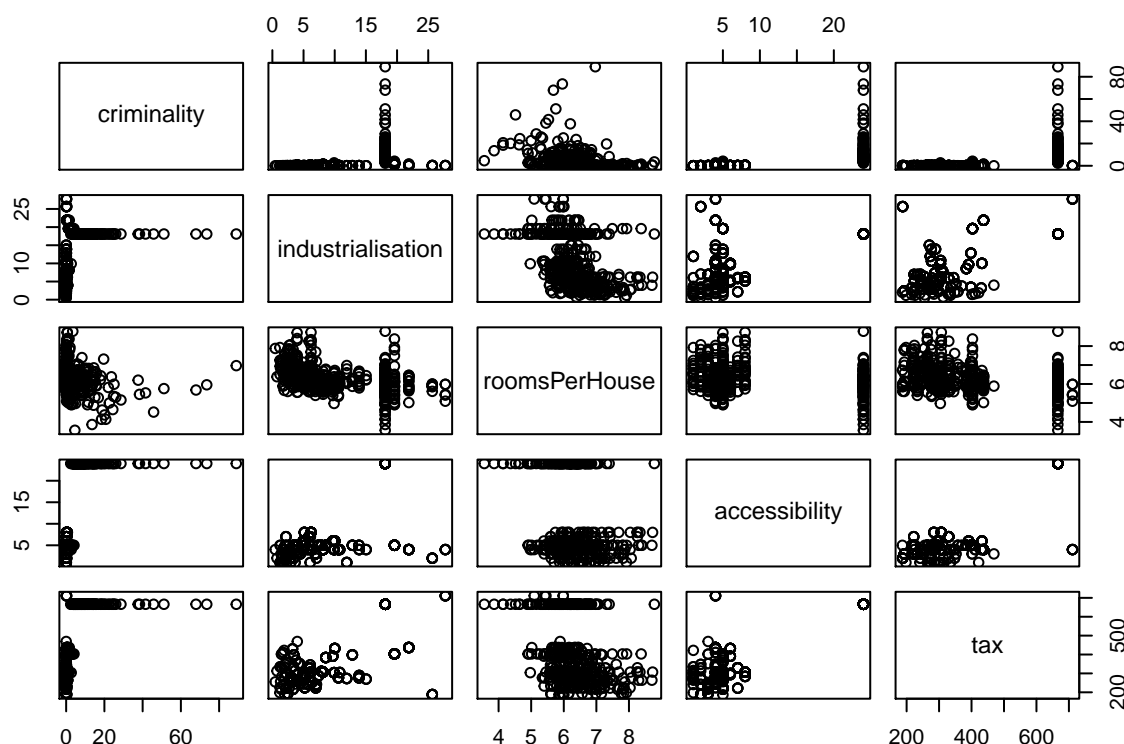 0 5 15 25
5 10 20
criminality
0 40 80
0 10 25
industrialisation
roomsPerHouse
4 6 8
5 15
accessibility
tax
200 500
0 20 60
4 5 6 7 8
200 400 600